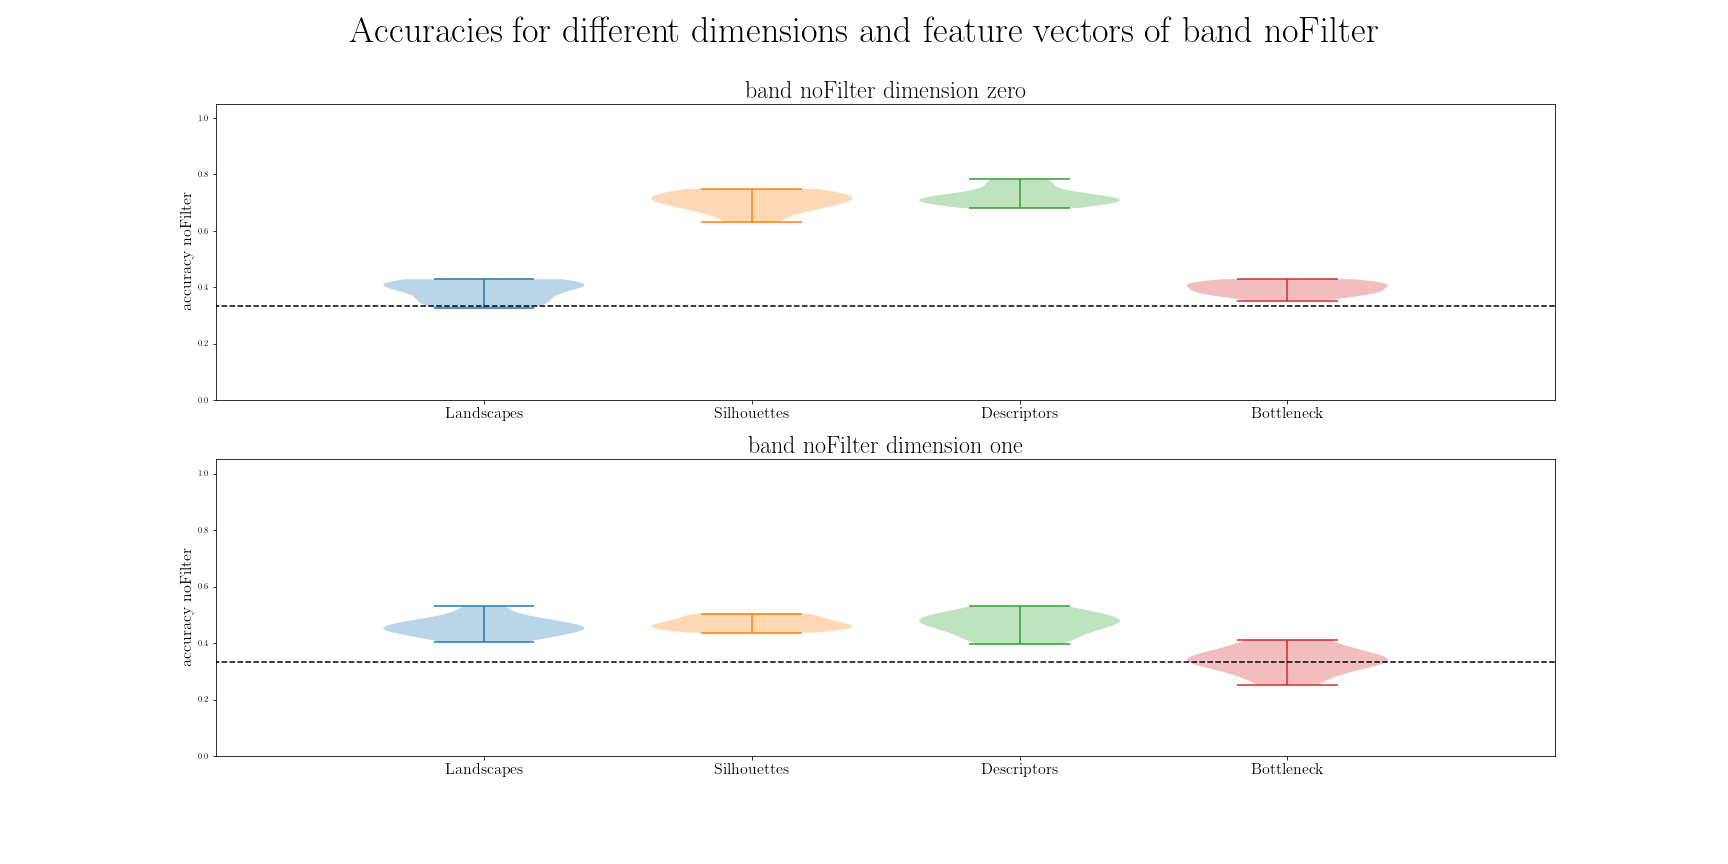 Accuracies for different dimensions and feature vectors of band noFilter
band noFilter dimension zero
accuracy noFilter
1.0
0.8
0.6
0.4
0.2
0.0
Landscapes Silhouettes Descriptors Bottleneck
band noFilter dimension one
accuracy noFilter
1.0
0.8
0.6
0.4
0.2
0.0
Landscapes Silhouettes Descriptors Bottleneck